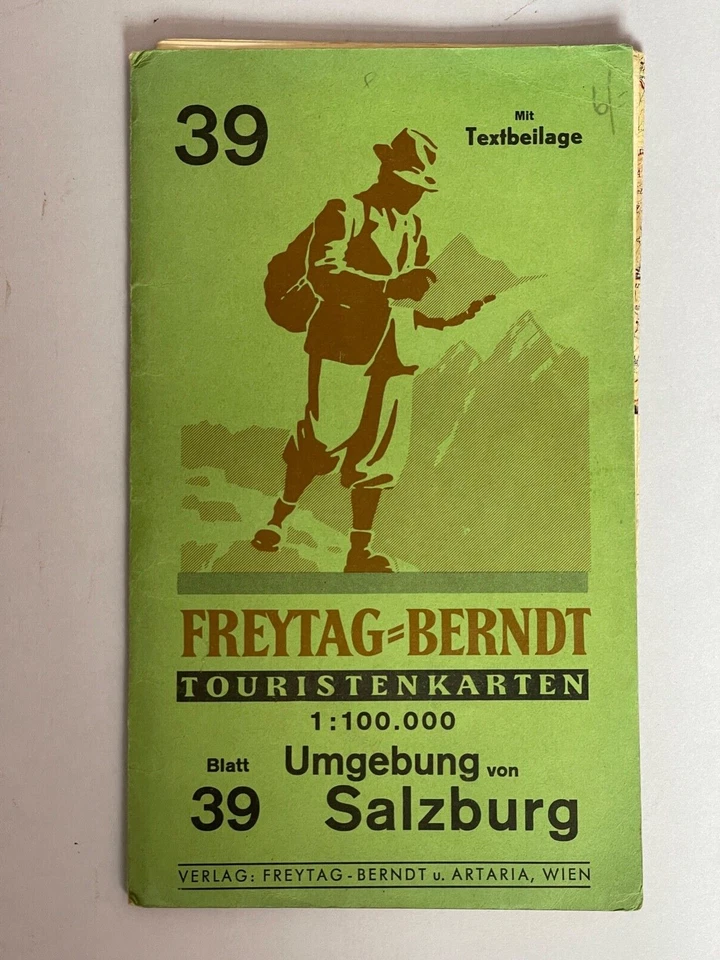 39
Mit
Textbeilage
6/
FREYTAG=BERNDT
TOURISTENKARTEN
1:100.000
Blatt 39
Umgebung von
Salzburg
VERLAG: FREYTAG-BERNDT u. ARTARIA, WIEN